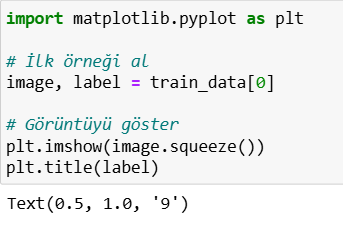 import matplotlib.pyplot as plt
# İlk örneği al
image, label = train_data[0]
# Görüntüyü göster
plt.imshow(image.squeeze())
plt.title(label)
Text(0.5, 1.0, '9')